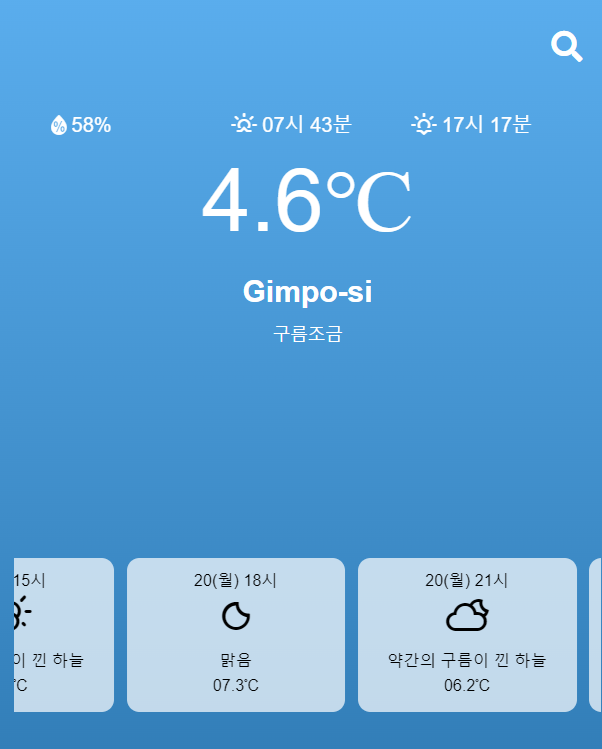 58% 07시 43분 17시 17분
4.6℃
Gimpo-si
구름조금
15시
이 낀 하늘
℃
20(월) 18시
맑음
07.3℃
20(월) 21시
약간의 구름이 낀 하늘
06.2℃